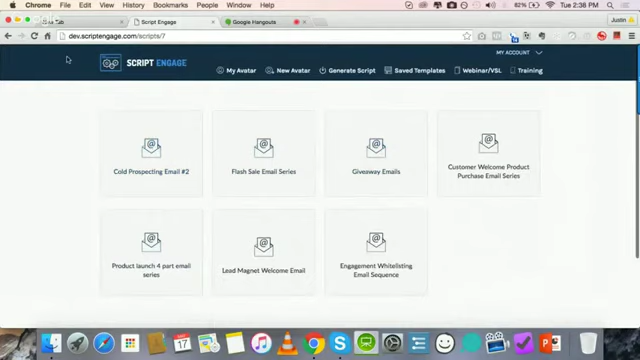 Chrome File Edit View History Bookmarks People Window Help
Tue 2:38 PM
Tab
Script Engage
Google Hangouts
Justin
dev.scriptengage.com/scripts/7
MY ACCOUNT
SCRIPT ENGAGE
My Avatar
New Avatar
Generate Script
Saved Templates
Webinar/VSL
Training
Cold Prospecting Email #2
Flash Sale Email Series
Giveaway Emails
Customer Welcome Product
Purchase Email Series
Product launch 4 part email
series
Lead Magnet Welcome Email
Engagement Whitelisting
Email Sequence
17